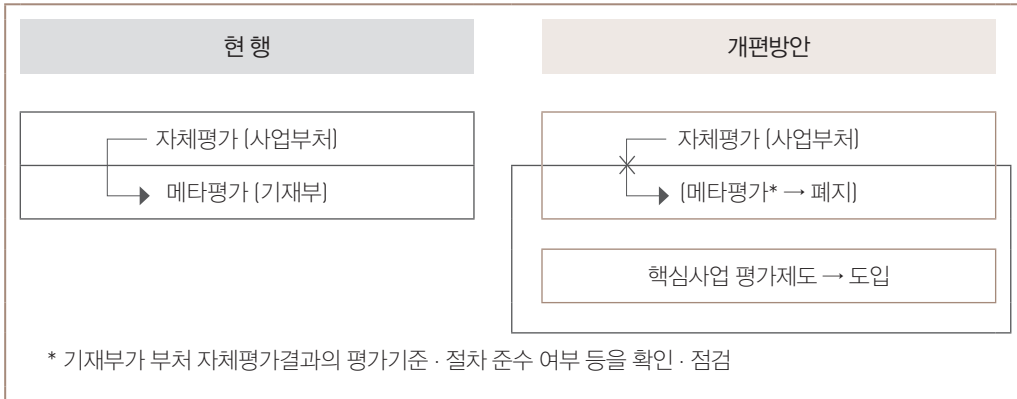 현 행
개편방안
자체평가 (사업부처)
메타평가 (기재부)
자체평가 (사업부처)
(메타평가* → 폐지)
핵심사업 평가제도 → 도입
* 기재부가 부처 자체평가결과의 평가기준 · 절차 준수 여부 등을 확인 · 점검